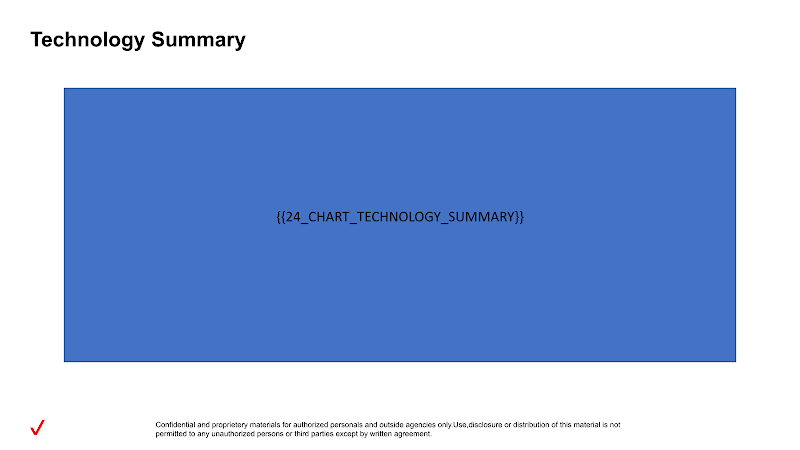 Technology Summary
{{24_CHART_TECHNOLOGY_SUMMARY}}
Confidential and proprietery materials for authorized personals and outside agencies only.Use,disclosure or distribution of this material is not
permitted to any unauthorized persons or third parties except by written agreement.